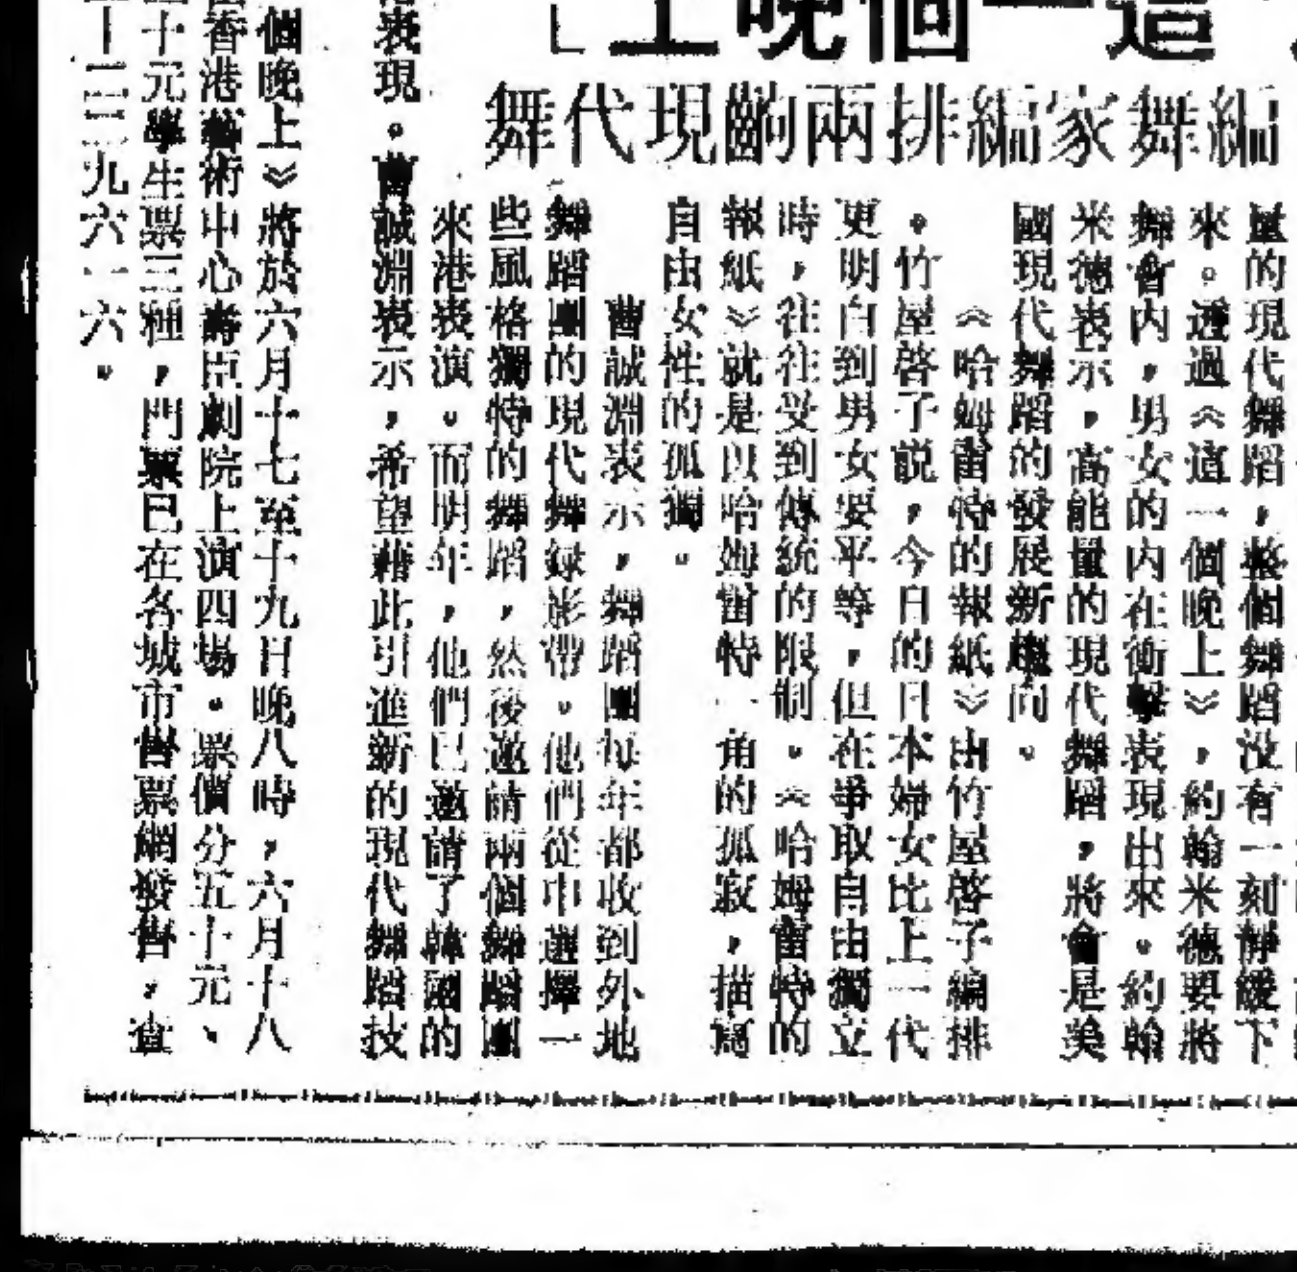 這一個晚上」
編舞家編排兩齣現代舞
量的現代舞蹈，整個舞蹈没有一刻靜緩下
來。透過《這一個晚上》，約翰米德要將
舞會內，男女的內在衝擊表現出來。約翰
米德表示，高能量的現代舞蹈，將會是美
國現代舞蹈的發展新趨向。
《哈姆雷特的報紙》由竹屋啓子編排
。竹屋啓子說，今日的日本婦女比上一代
更明白到男女要平等，但在爭取自由獨立
時，往往受到傳統的限制。《哈姆雷特的
報紙》就是以哈姆雷特一角的孤寂，描寫
自由女性的孤獨。
曹誠淵表示，舞蹈團每年都收到外地
舞蹈團的現代舞錄影帶。他們從中選擇一
些風格獨特的舞蹈，然後邀請兩個舞蹈團
來港表演。而明年，他們已邀請了韓國的
表現。曹誠淵表示，希望藉此引進新的現代舞蹈技
個晚上》將於六月十七至十九日晚八時，六月十八
香港藝術中心壽臣劇院上演四場。票價分五十元、
十元學生票三種，門票已在各城市售票網發售，查
二三九六一六。